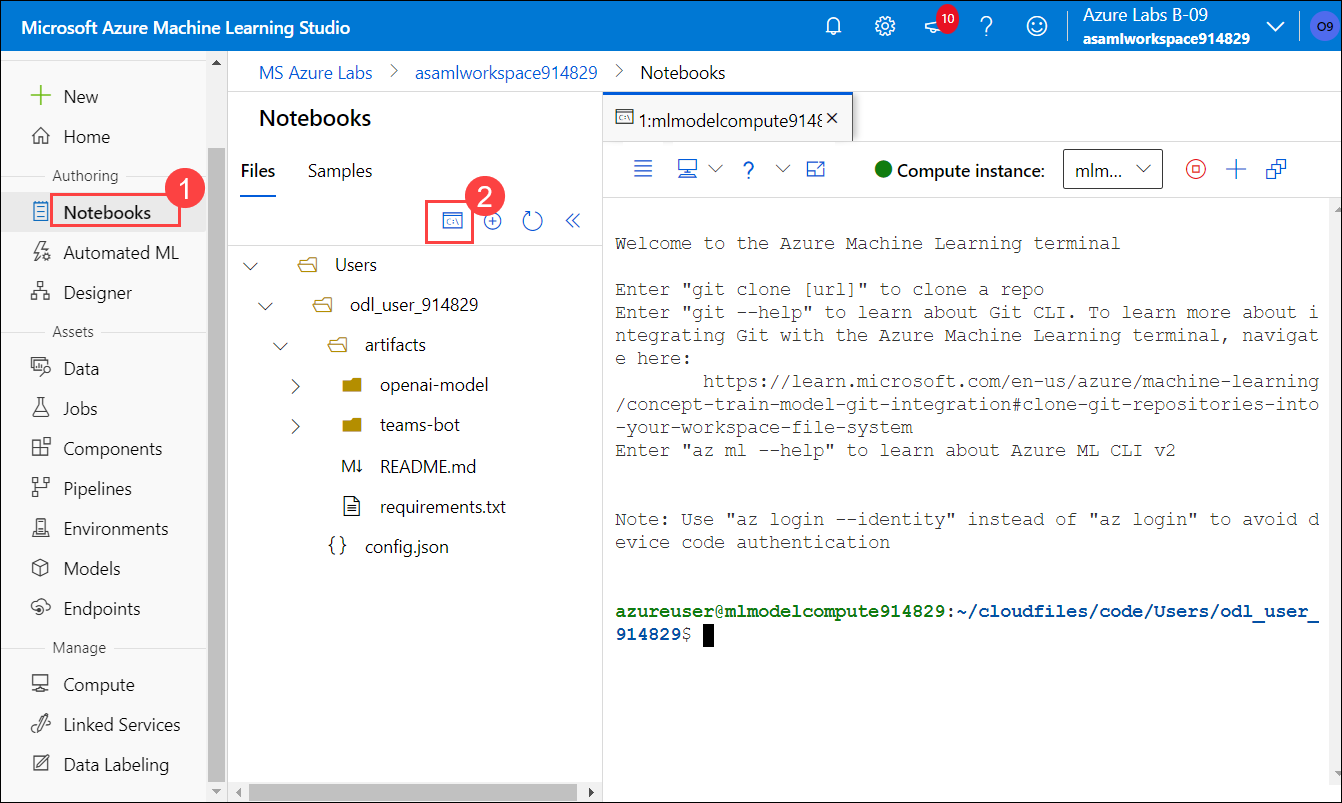 Microsoft Azure Machine Learning Studio
10
?
Azure Labs B-09
asamlworkspace914829
O9
New
Home
Authoring
1
Notebooks
Automated ML
Designer
Assets
Data
Jobs
Components
Pipelines
Environments
Models
Endpoints
Manage
Compute
Linked Services
Data Labeling
MS Azure Labs > asamlworkspace914829 > Notebooks
Notebooks
Files Samples
2
C:\
Users
odl_user_914829
artifacts
openai-model
teams-bot
M↓ README.md
requirements.txt
{} config.json
C:\ 1:mlmodelcompute9148 ×
? Compute instance: mlm...
Welcome to the Azure Machine Learning terminal
Enter "git clone [url]" to clone a repo
Enter "git --help" to learn about Git CLI. To learn more about i
ntegrating Git with the Azure Machine Learning terminal, navigat
e here:
https://learn.microsoft.com/en-us/azure/machine-learning
/concept-train-model-git-integration#clone-git-repositories-into
-your-workspace-file-system
Enter "az ml --help" to learn about Azure ML CLI v2
Note: Use "az login --identity" instead of "az login" to avoid d
evice code authentication
azureuser@mlmodelcompute914829:~/cloudfiles/code/Users/odl_user_
914829$